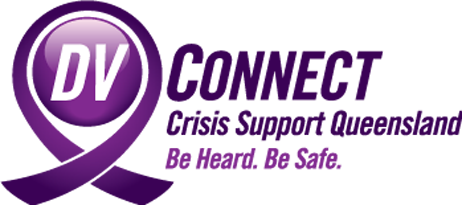 DV CONNECT
Crisis Support Queensland
Be Heard. Be Safe.